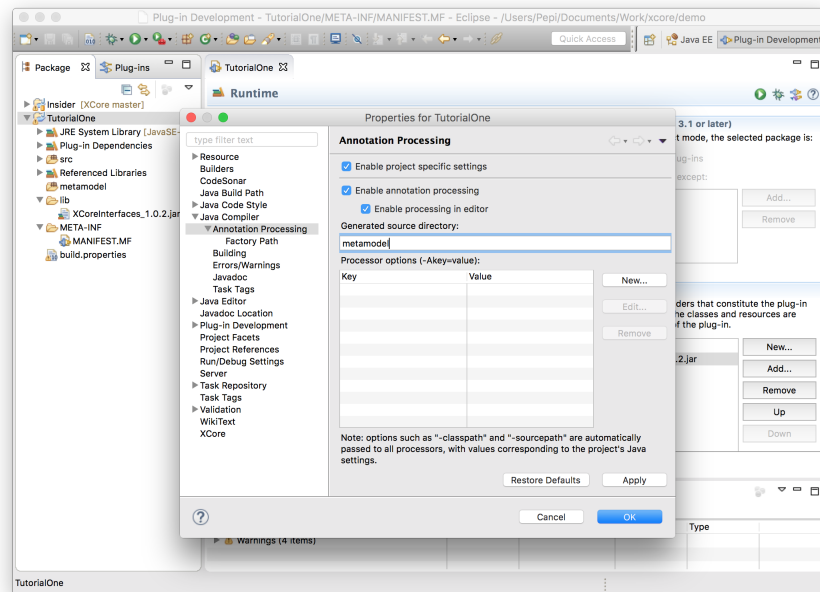 Plug-in Development - TutorialOne/META-INF/MANIFEST.MF - Eclipse - /Users/Pepi/Documents/Work/xcore/demo
Quick Access
Java EE
Plug-in Development
Package
Plug-ins
TutorialOne
Runtime
Insider [XCore master]
TutorialOne
JRE System Library [JavaSE-
Plug-in Dependencies
src
Referenced Libraries
metamodel
lib
XCoreInterfaces_1.0.2.jar
META-INF
MANIFEST.MF
build.properties
Properties for TutorialOne
type filter text
Resource
Builders
CodeSonar
Java Build Path
Java Code Style
Java Compiler
Annotation Processing
Factory Path
Building
Errors/Warnings
Javadoc
Task Tags
Java Editor
Javadoc Location
Plug-in Development
Project Facets
Project References
Run/Debug Settings
Server
Task Repository
Task Tags
Validation
WikiText
XCore
Annotation Processing
Enable project specific settings
Enable annotation processing
Enable processing in editor
Generated source directory:
metamodel
Processor options (-Akey=value):
Key Value
New...
Edit...
Remove
Note: options such as "-classpath" and "-sourcepath" are automatically
passed to all processors, with values corresponding to the project's Java
settings.
Restore Defaults
Apply
Cancel
OK
3.1 or later)
t mode, the selected package is:
ug-ins
except:
Add...
Remove
ders that constitute the plug-in
he classes and resources are
of the plug-in.
.2.jar
New...
Add...
Remove
Up
Down
Type
Warnings (4 items)
TutorialOne